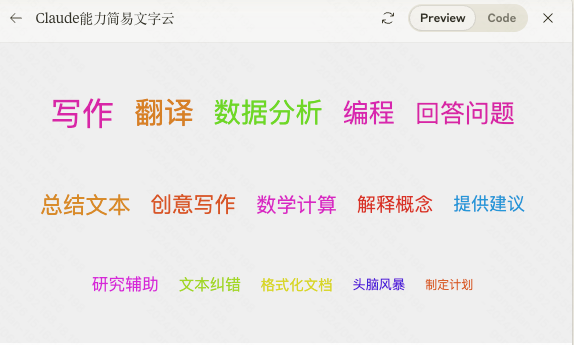 Claude能力简易文字云 Preview Code
写作 翻译 数据分析 编程 回答问题
总结文本 创意写作 数学计算 解释概念 提供建议
研究辅助 文本纠错 格式化文档 头脑风暴 制定计划